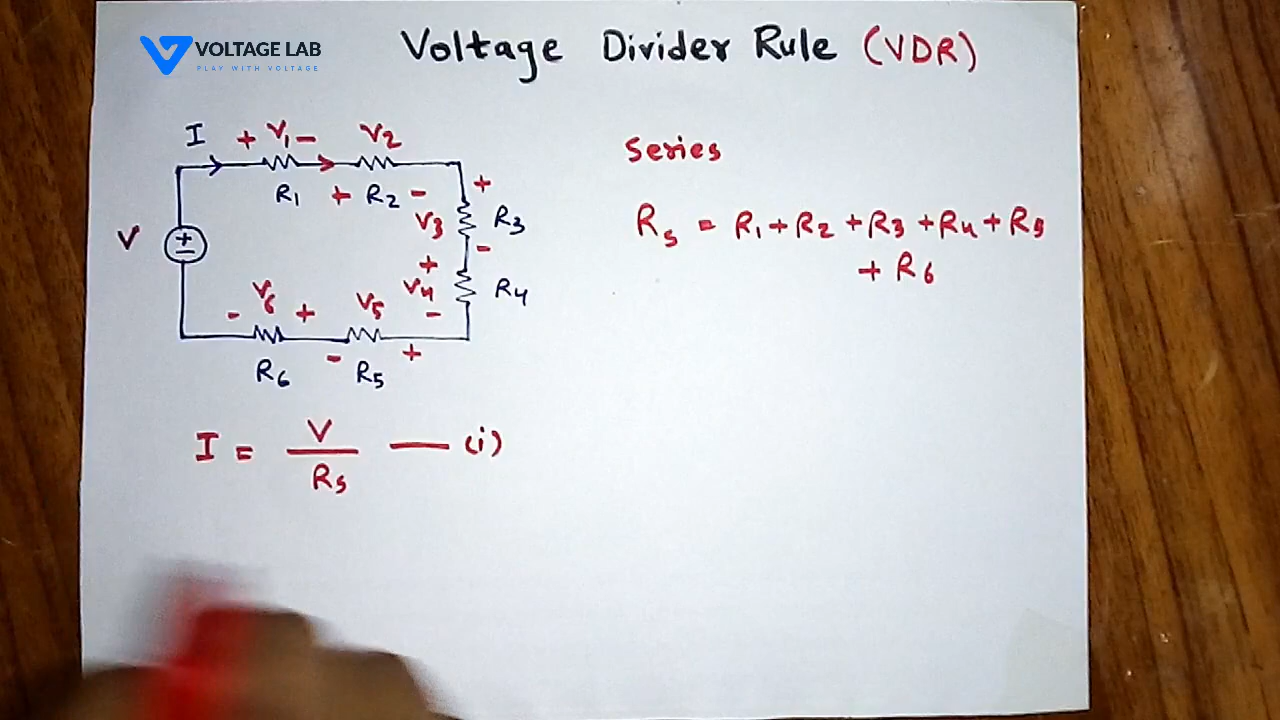 VOLTAGE LAB
PLAY WITH VOLTAGE
Voltage Divider Rule (VDR)
I + V1 - V2
R1 + R2 -
+
V3 R3
-
V
+
V4 R4
-
V6 V5
- +
- +
R6 R5
Series
Rs = R1 + R2 + R3 + R4 + R5
+ R6
I = V/Rs — (i)